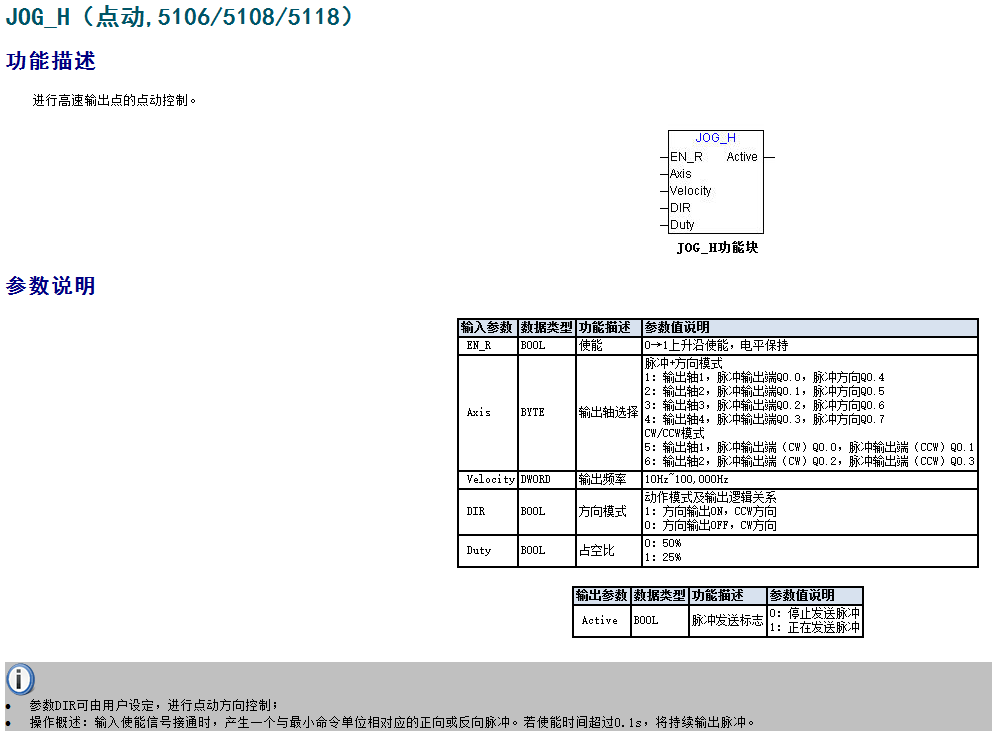 JOG_H（点动,5106/5108/5118）
功能描述
进行高速输出点的点动控制。
JOG_H
EN_R Active
Axis
Velocity
DIR
Duty
JOG_H功能块
参数说明
输入参数 数据类型 功能描述 参数值说明
EN_R BOOL 使能 0→1上升沿使能，电平保持
Axis BYTE 输出轴选择 脉冲+方向模式
1：输出轴1，脉冲输出端Q0.0，脉冲方向Q0.4
2：输出轴2，脉冲输出端Q0.1，脉冲方向Q0.5
3：输出轴3，脉冲输出端Q0.2，脉冲方向Q0.6
4：输出轴4，脉冲输出端Q0.3，脉冲方向Q0.7
CW/CCW模式
5：输出轴1，脉冲输出端（CW）Q0.0，脉冲输出端（CCW）Q0.1
6：输出轴2，脉冲输出端（CW）Q0.2，脉冲输出端（CCW）Q0.3
Velocity DWORD 输出频率 10Hz~100,000Hz
DIR BOOL 方向模式 动作模式及输出逻辑关系
1：方向输出ON，CCW方向
0：方向输出OFF，CW方向
Duty BOOL 占空比 0：50%
1：25%
输出参数 数据类型 功能描述 参数值说明
Active BOOL 脉冲发送标志 0：停止发送脉冲
1：正在发送脉冲
• 参数DIR可由用户设定，进行点动方向控制；
• 操作概述：输入使能信号接通时，产生一个与最小命令单位相对应的正向或反向脉冲。若使能时间超过0.1s，将持续输出脉冲。